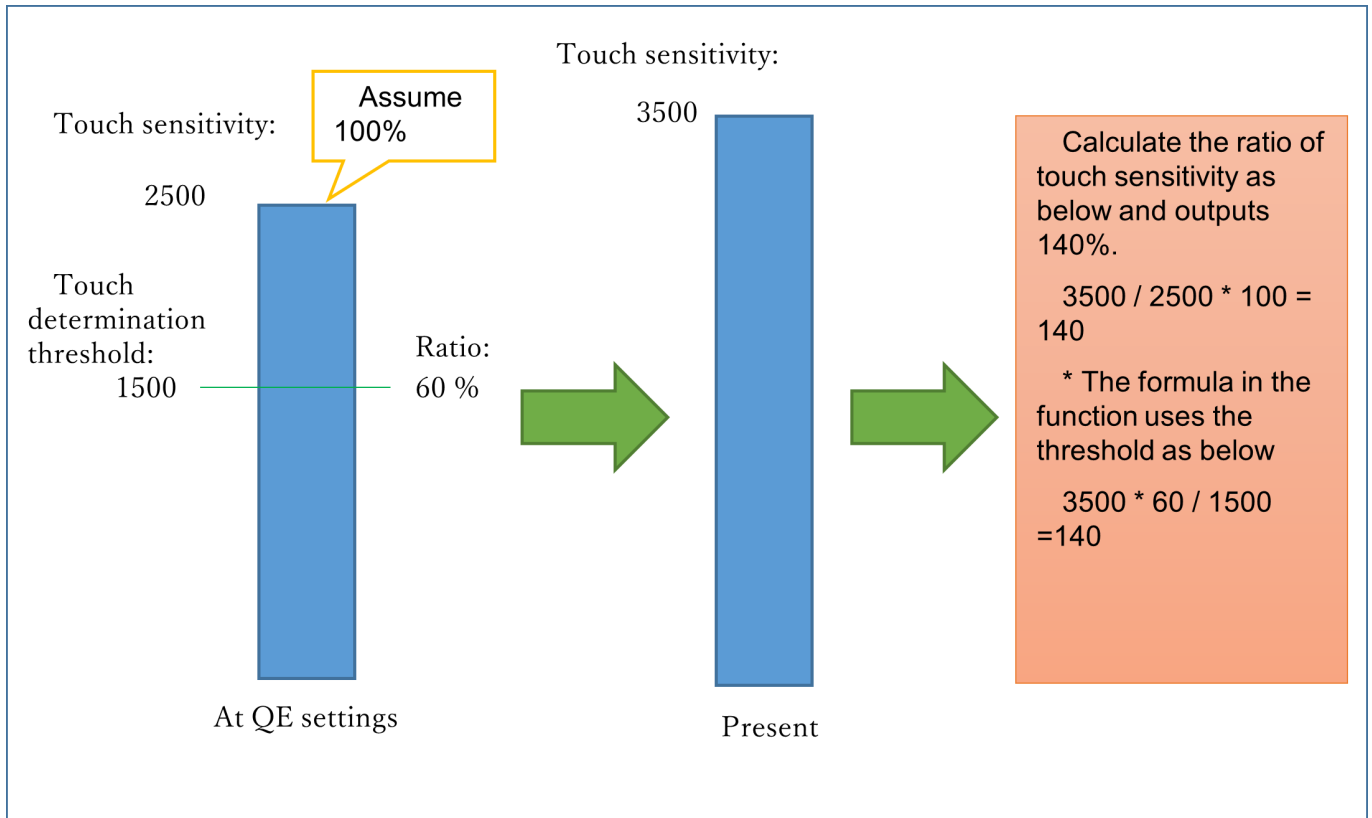 Touch sensitivity:
Assume
100%
2500
Touch
determination
threshold:
1500
Ratio:
60 %
At QE settings
Touch sensitivity:
3500
Present
Calculate the ratio of
touch sensitivity as
below and outputs
140%.
3500 / 2500 * 100 =
140
* The formula in the
function uses the
threshold as below
3500 * 60 / 1500
=140